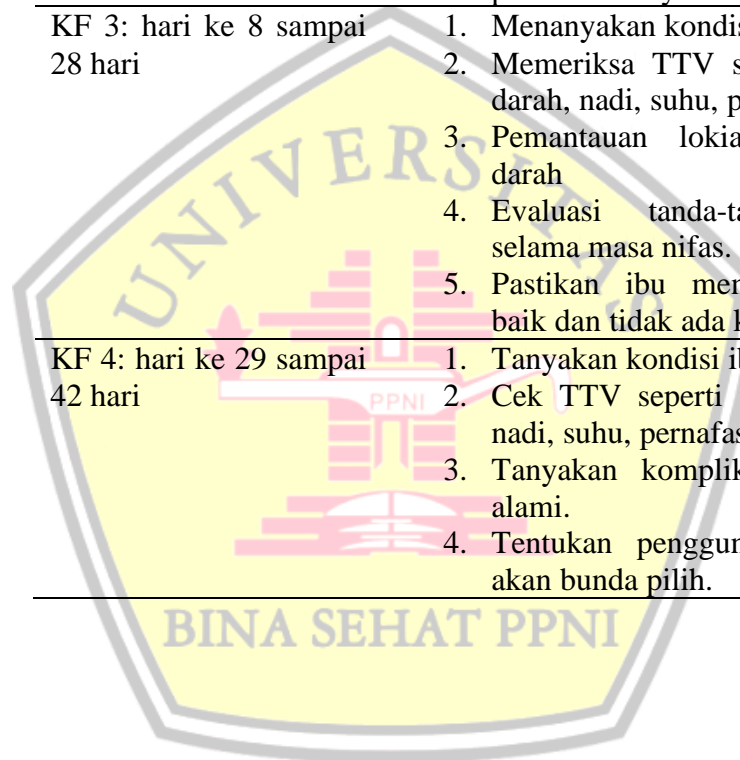 KF 3: hari ke 8 sampai
28 hari
1. Menanyakan kondis
2. Memeriksa TTV s
darah, nadi, suhu, p
3. Pemantauan lokia
darah
4. Evaluasi tanda-ta
selama masa nifas.
5. Pastikan ibu men
baik dan tidak ada k
KF 4: hari ke 29 sampai
42 hari
1. Tanyakan kondisi i
2. Cek TTV seperti
nadi, suhu, pernafas
3. Tanyakan komplik
alami.
4. Tentukan penggun
akan bunda pilih.
UNIVERSITAS
PPNI
BINA SEHAT PPNI